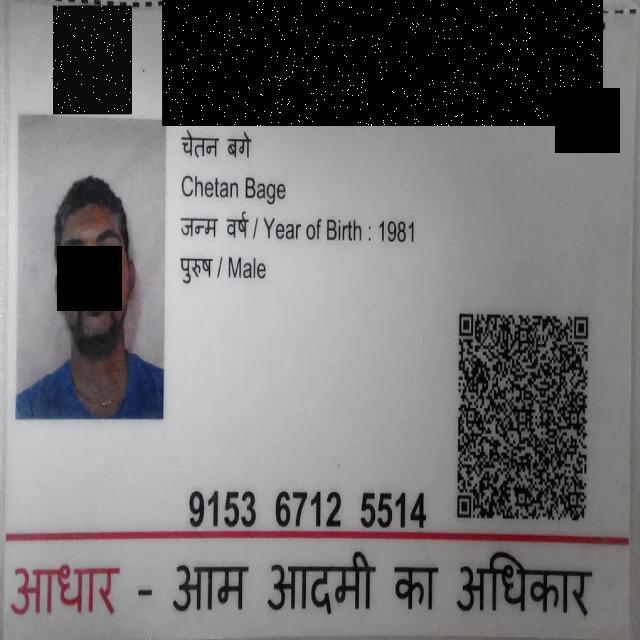 चेतन बगे
Chetan Bage
जन्म वर्ष / Year of Birth : 1981
पुरुष / Male
9153 6712 5514
आधार - आम आदमी का अधिकार